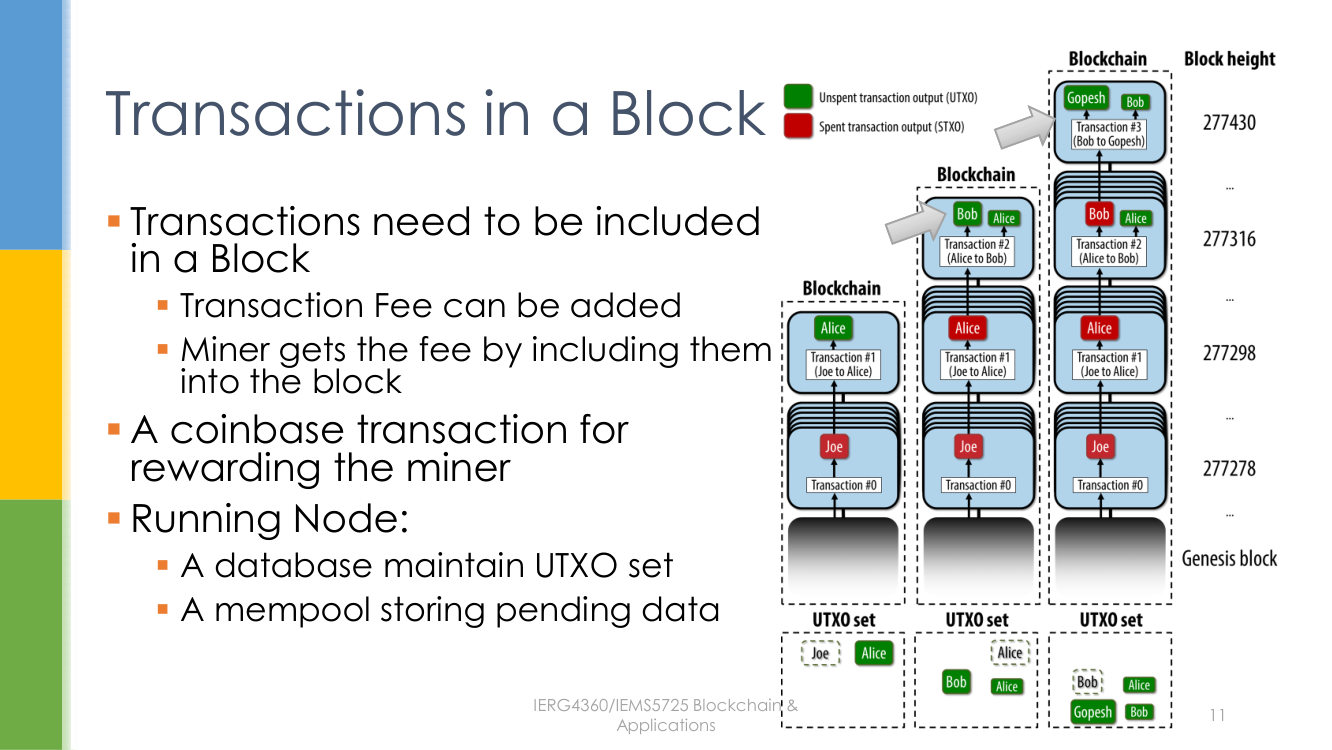 Transactions in a Block
Transactions need to be included
in a Block
Transaction Fee can be added
Miner gets the fee by including them
into the block
A coinbase transaction for
rewarding the miner
Running Node:
A database maintain UTXO set
A mempool storing pending data
Unspent transaction output (UTXO)
Spent transaction output (STXO)
Blockchain
Alice
Transaction #1
(Joe to Alice)
Joe
Transaction #0
UTXO set
Joe Alice
Blockchain
Bob Alice
Transaction #2
(Alice to Bob)
Alice
Transaction #1
(Joe to Alice)
Joe
Transaction #0
UTXO set
Alice
Bob Alice
Blockchain
Gopesh Bob
Transaction #3
(Bob to Gopesh)
Bob Alice
Transaction #2
(Alice to Bob)
Alice
Transaction #1
(Joe to Alice)
Joe
Transaction #0
UTXO set
Bob Alice
Gopesh Bob
Block height
277430
...
277316
...
277298
...
277278
...
Genesis block
IERG4360/IEMS5725 Blockchain &
Applications
11